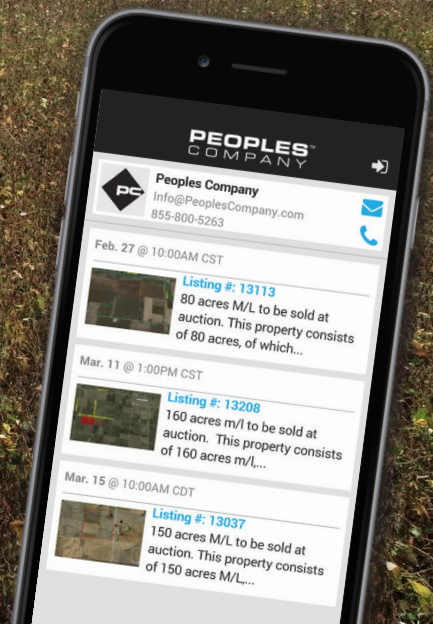 PEOPLES™
COMPANY
PC
Peoples Company
Info@PeoplesCompany.com
855-800-5263
Feb. 27 @ 10:00AM CST
Listing #: 13113
80 acres M/L to be sold at
auction. This property consists
of 80 acres, of which...
Mar. 11 @ 1:00PM CST
Listing #: 13208
160 acres m/l to be sold at
auction. This property consists
of 160 acres m/l,...
Mar. 15 @ 10:00AM CDT
Listing #: 13037
150 acres M/L to be sold at
auction. This property consists
of 150 acres M/L,...